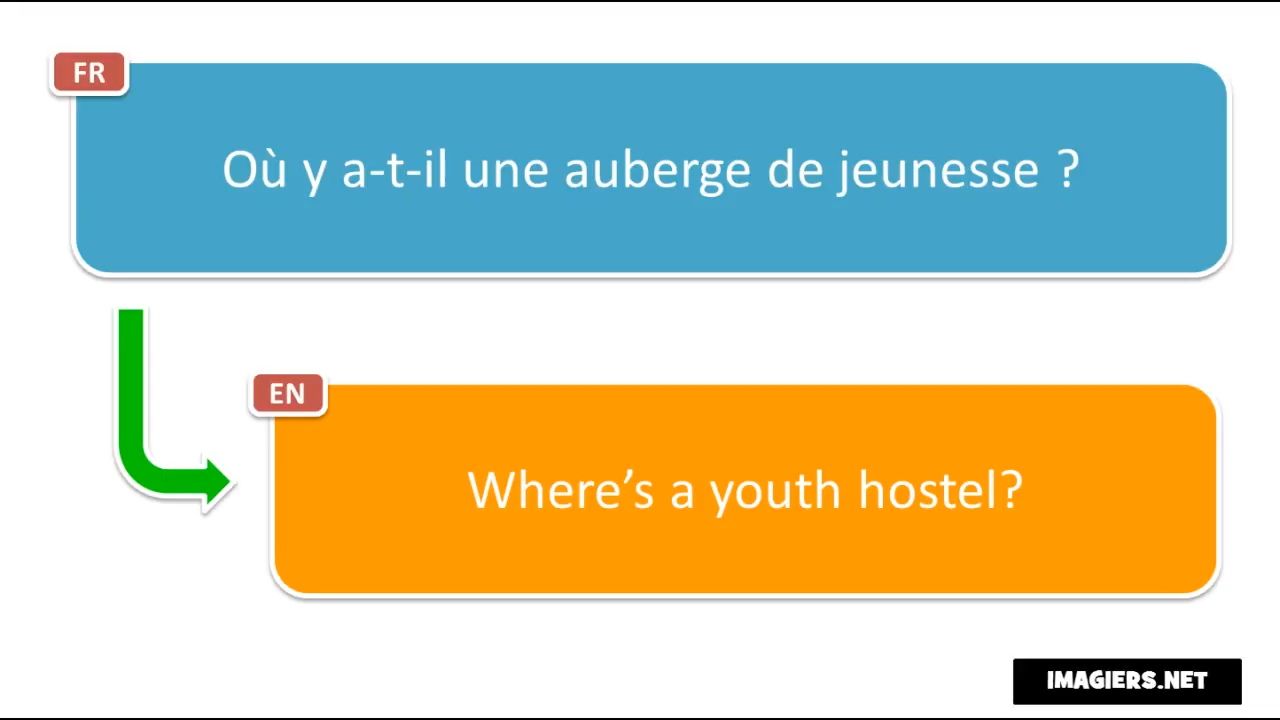 FR
Où y a-t-il une auberge de jeunesse ?
EN
Where’s a youth hostel?
IMAGIERS.NET